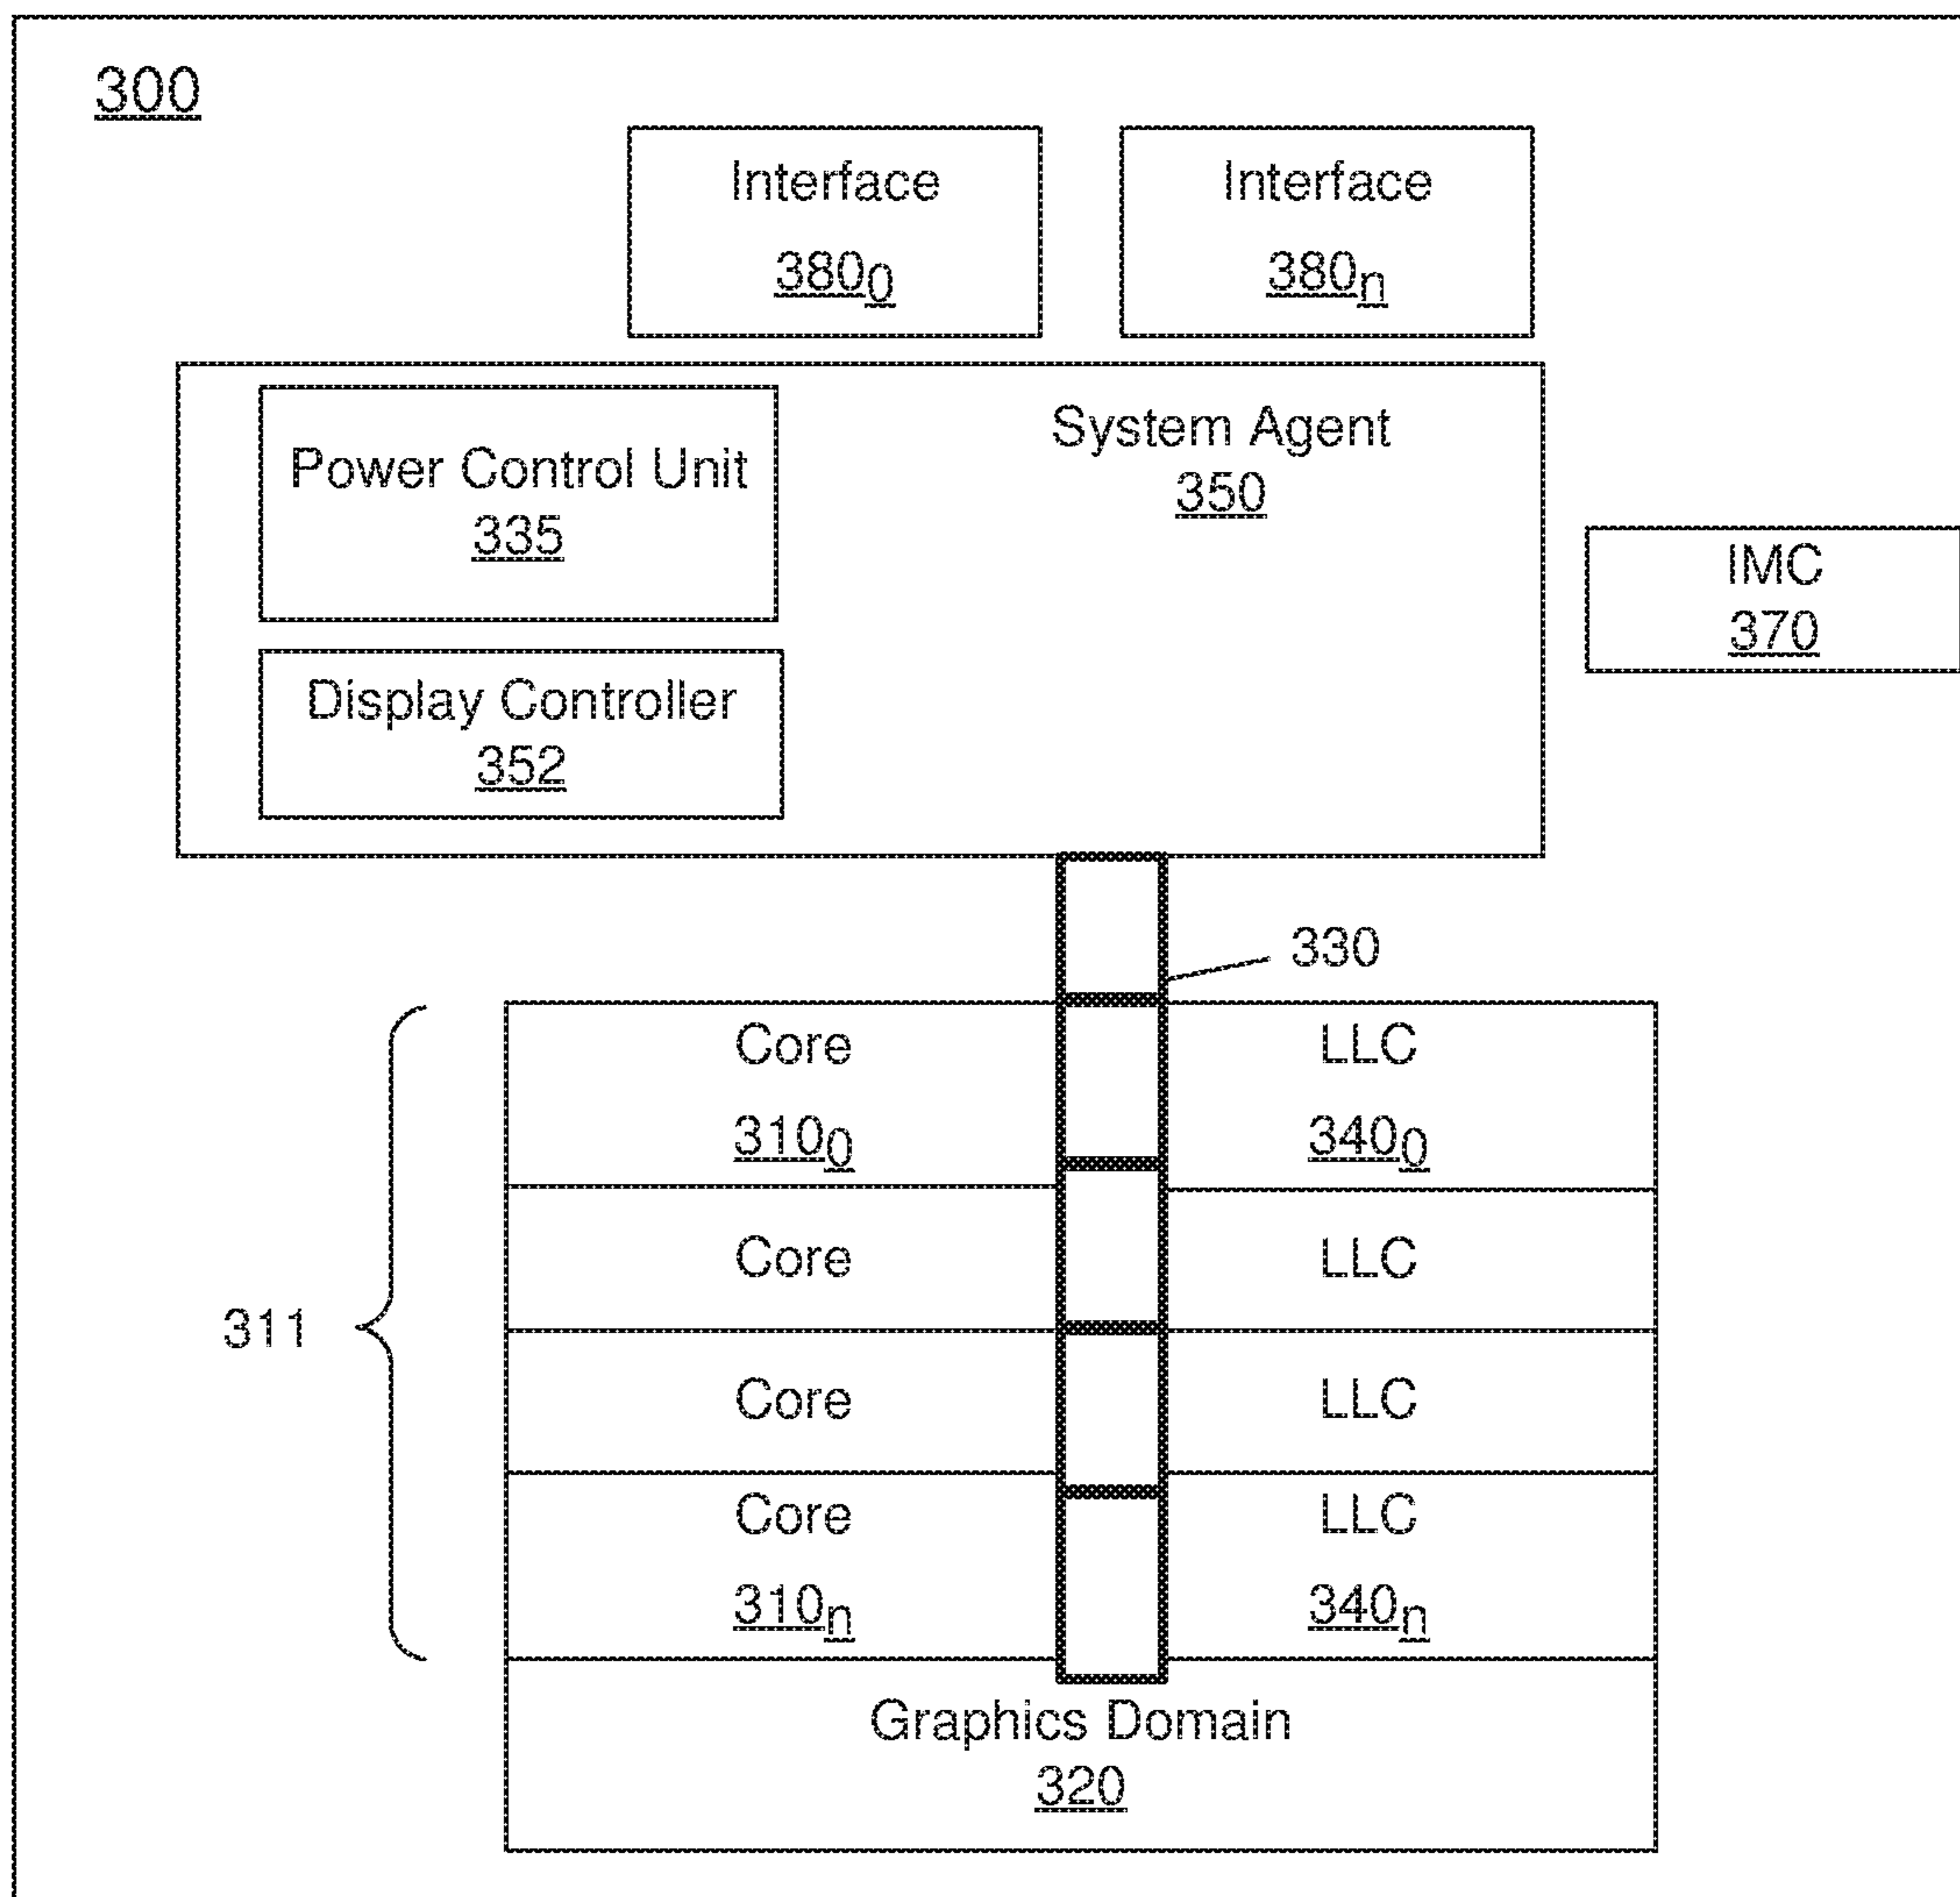 300
Interface
380₀
Interface
380ₙ
System Agent
350
Power Control Unit
335
Display Controller
352
IMC
370
330
311
Core
310₀
LLC
340₀
Core
LLC
Core
LLC
Core
310ₙ
LLC
340ₙ
Graphics Domain
320